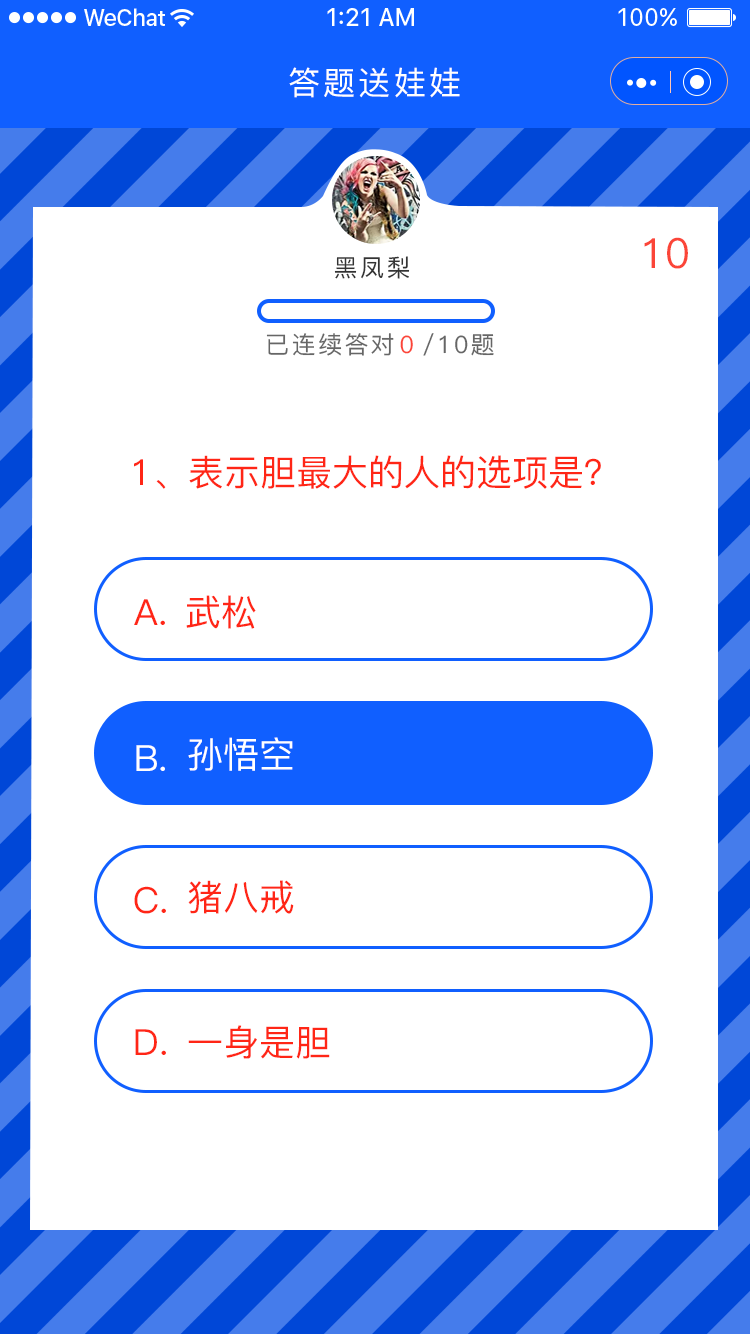 WeChat 1:21 AM 100%
答题送娃娃
10
黑凤梨
已连续答对0/10题
1、表示胆最大的人的选项是?
A. 武松
B. 孙悟空
C. 猪八戒
D. 一身是胆